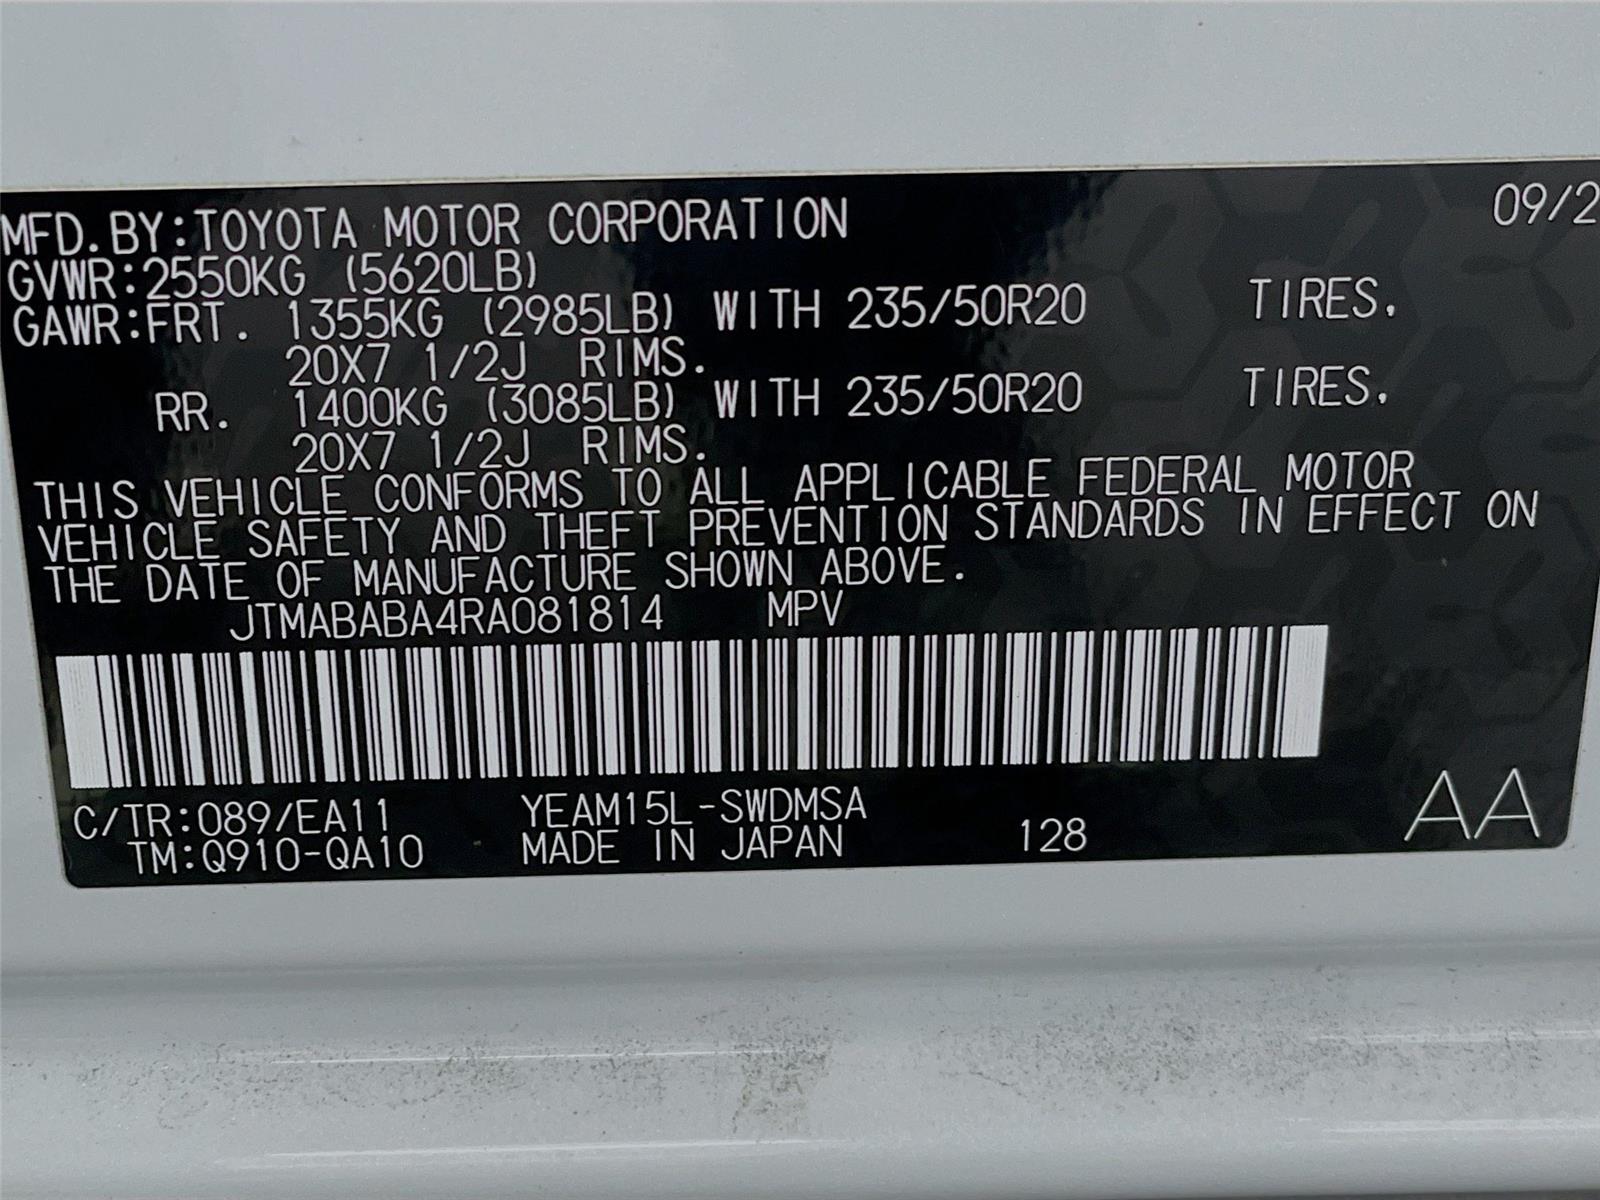 09/2
MFD.BY:TOYOTA MOTOR CORPORATION
GVWR:2550KG (5620LB)
GAWR:FRT. 1355KG (2985LB) WITH 235/50R20 TIRES.
20X7 1/2J RIMS.
RR. 1400KG (3085LB) WITH 235/50R20 TIRES.
20X7 1/2J RIMS.
THIS VEHICLE CONFORMS TO ALL APPLICABLE FEDERAL MOTOR
VEHICLE SAFETY AND THEFT PREVENTION STANDARDS IN EFFECT ON
THE DATE OF MANUFACTURE SHOWN ABOVE.
JTMABABA4RA081814 MPV
C/TR:089/EA11 YEAM15L-SWDMSA
TM:Q910-QA10 MADE IN JAPAN 128 AA